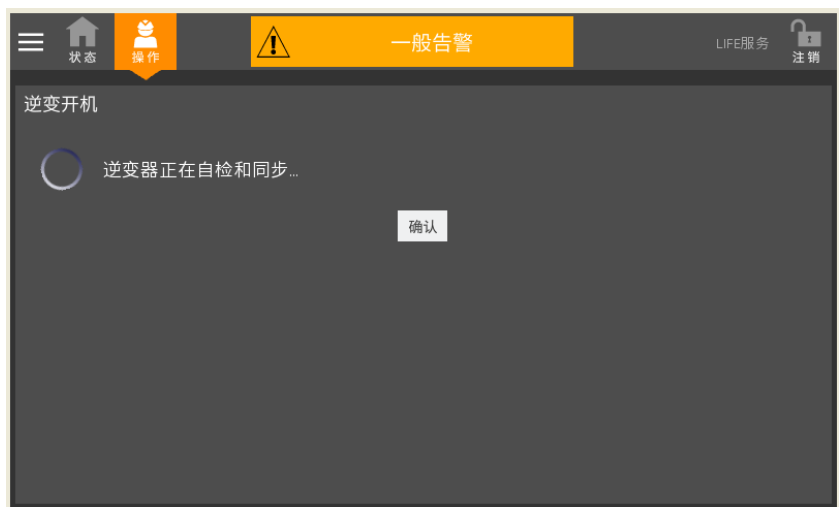 状态
操作
一般告警
LIFE服务
注销
逆变开机
逆变器正在自检和同步...
确认